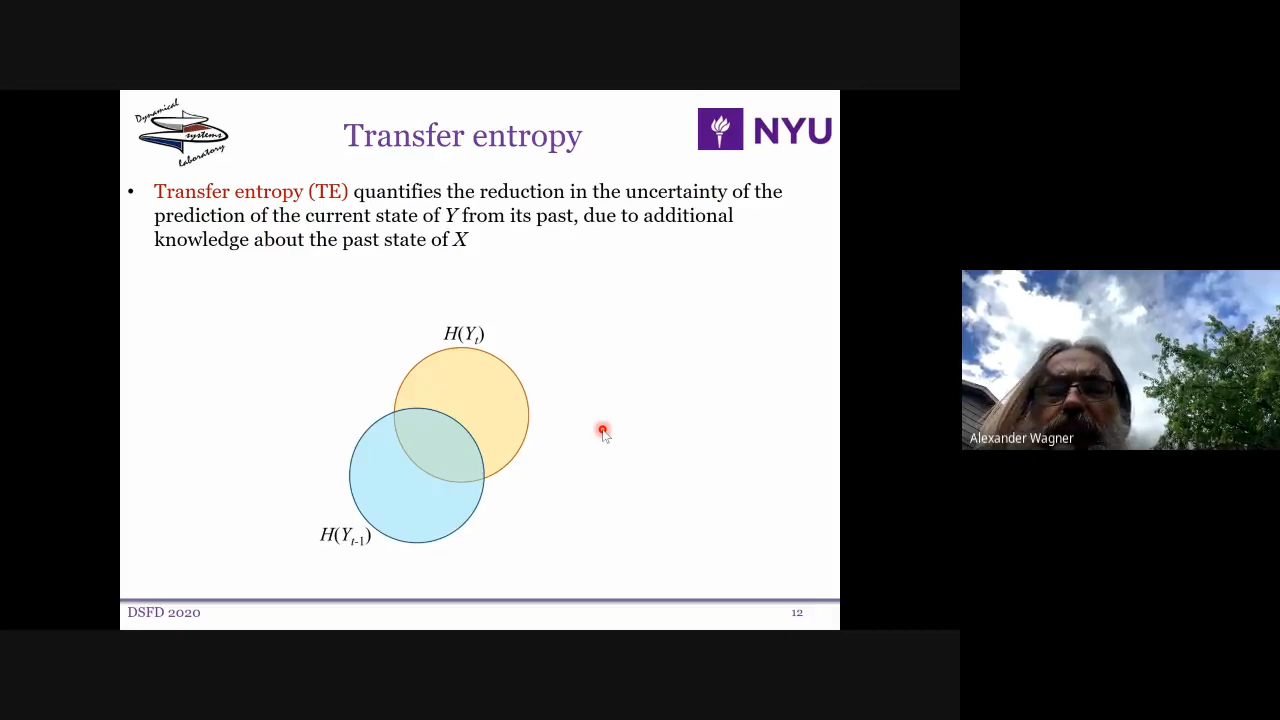 Dynamical
systems
Laboratory
Transfer entropy
NYU
• Transfer entropy (TE) quantifies the reduction in the uncertainty of the
prediction of the current state of Y from its past, due to additional
knowledge about the past state of X
H(Yt)
H(Yt-1)
Alexander Wagner
DSFD 2020
12